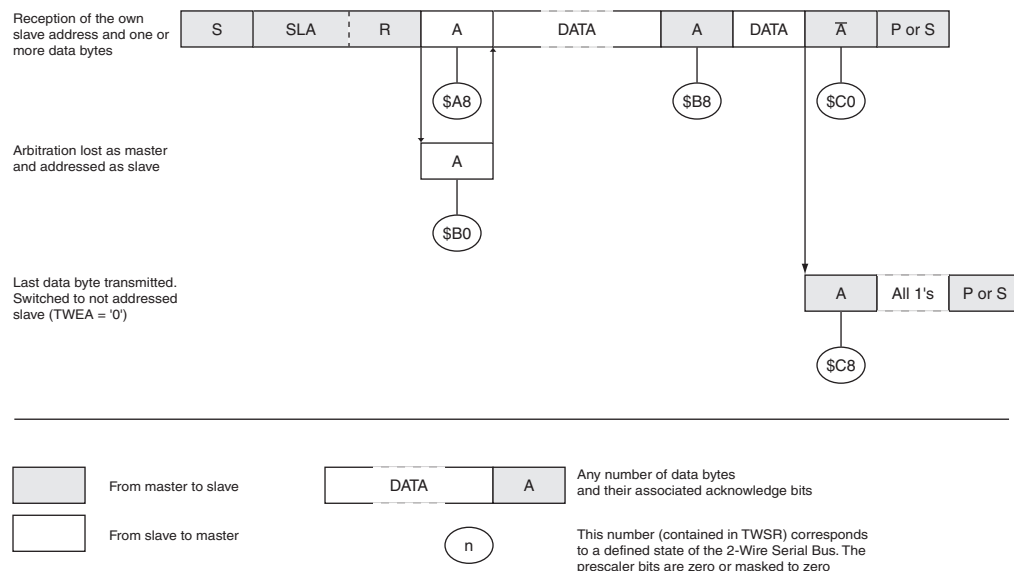 Reception of the own
slave address and one or
more data bytes
S SLA R A DATA A DATA A̅ P or S
$A8 $B8 $C0
Arbitration lost as master
and addressed as slave
A
$B0
Last data byte transmitted.
Switched to not addressed
slave (TWEA = '0')
A All 1's P or S
$C8
From master to slave
DATA A
Any number of data bytes
and their associated acknowledge bits
From slave to master
n
This number (contained in TWSR) corresponds
to a defined state of the 2-Wire Serial Bus. The
prescaler bits are zero or masked to zero